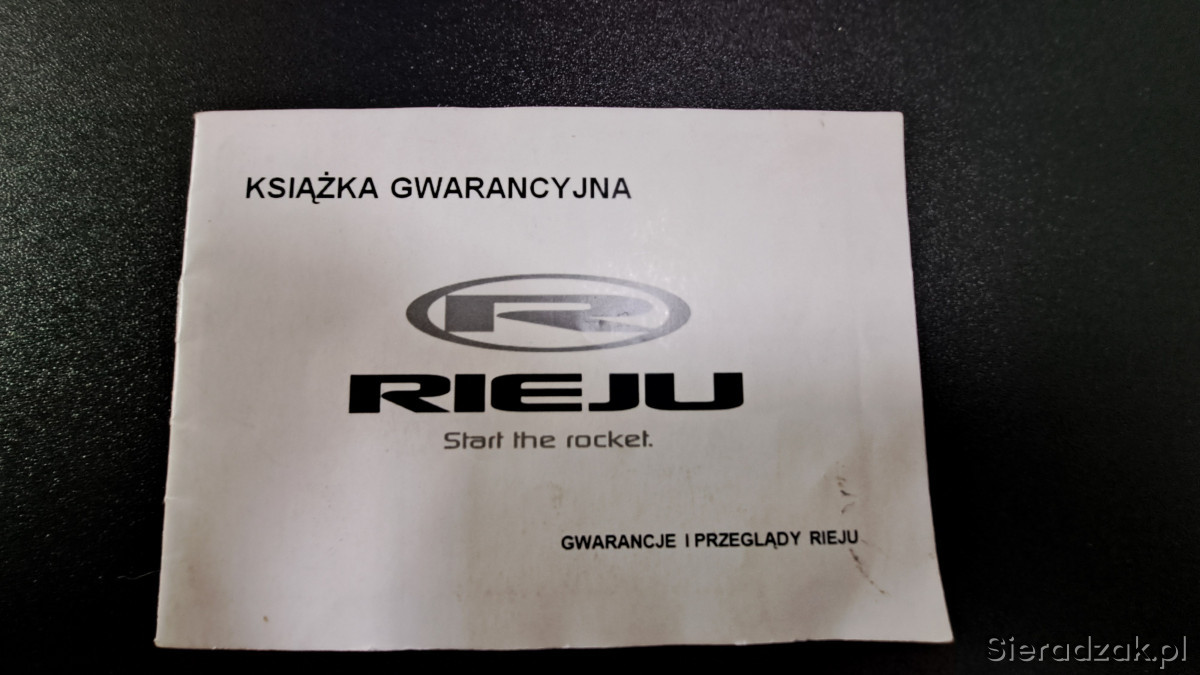 KSIĄŻKA GWARANCYJNA
R
RIEJU
Start the rocket.
GWARANCJE I PRZEGLĄDY RIEJU
Sieradzak.pl